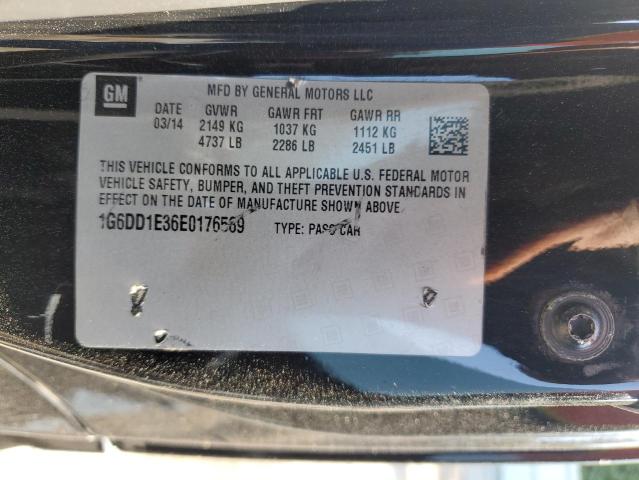 GM
MFD BY GENERAL MOTORS LLC
DATE GVWR GAWR FRT GAWR RR
03/14 2149 KG 1037 KG 1112 KG
4737 LB 2286 LB 2451 LB
THIS VEHICLE CONFORMS TO ALL APPLICABLE U.S. FEDERAL MOTOR
VEHICLE SAFETY, BUMPER, AND THEFT PREVENTION STANDARDS IN
EFFECT ON THE DATE OF MANUFACTURE SHOWN ABOVE.
1G6DD1E36E0176589 TYPE: PASS CAR